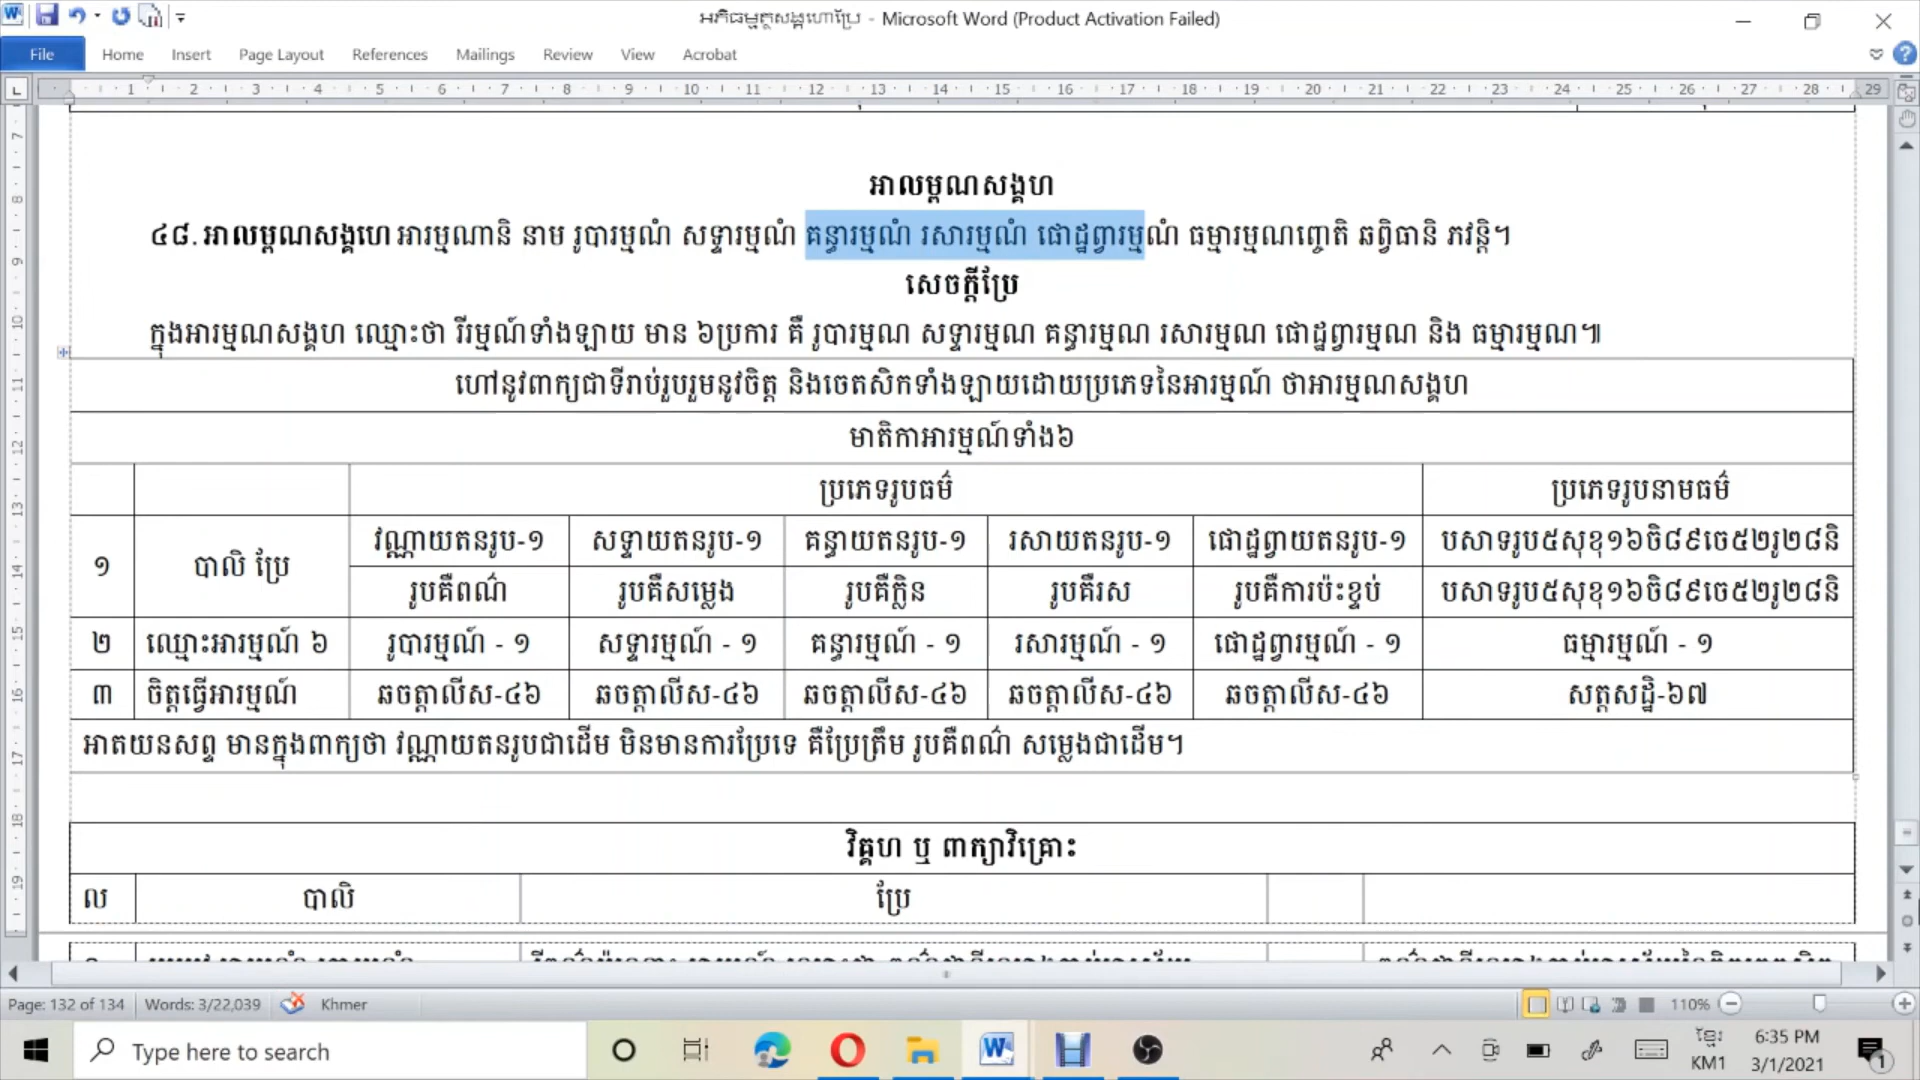 អភិធម្មត្ថសង្គហោប្រែ - Microsoft Word (Product Activation Failed)
File Home Insert Page Layout References Mailings Review View Acrobat
អាលម្ពណសង្គហ
៤៨. អាលម្ពណសង្គហេ អារម្មណានិ នាម រូបារម្មណំ សទ្ទារម្មណំ គន្ធារម្មណំ រសារម្មណំ ផោដ្ឋព្វារម្មណំ ធម្មារម្មណញ្ចេតិ ឆព្វិធានិ ភវន្តិ។
សេចក្តីប្រែ
ក្នុងអារម្មណសង្គហ ឈ្មោះថា រីរម្មណ៍ទាំងឡាយ មាន ៦ប្រការ គឺ រូបារម្មណ សទ្ទារម្មណ គន្ធារម្មណ រសារម្មណ ផោដ្ឋព្វារម្មណ និង ធម្មារម្មណ៕
ហៅនូវពាក្យជាទីរាប់រួបរួមនូវចិត្ត និងចេតសិកទាំងឡាយដោយប្រភេទនៃអារម្មណ៍ ថាអារម្មណសង្គហ
មាតិកាអារម្មណ៍ទាំង៦
ប្រភេទរូបធម៌ ប្រភេទរូបនាមធម៌
១ បាលិ ប្រែ វណ្ណាយតនរូប-១ សទ្ទាយតនរូប-១ គន្ធាយតនរូប-១ រសាយតនរូប-១ ផោដ្ឋព្វាយតនរូប-១ បសាទរូប៥សុខុ១៦ចិ៨៩ចេ៥២រូ២៨និ
រូបគឺពណ៌ រូបគឺសម្លេង រូបគឺក្លិន រូបគឺរស រូបគឺការប៉ះខ្ទប់ បសាទរូប៥សុខុ១៦ចិ៨៩ចេ៥២រូ២៨និ
២ ឈ្មោះអារម្មណ៍ ៦ រូបារម្មណ៍ - ១ សទ្ទារម្មណ៍ - ១ គន្ធារម្មណ៍ - ១ រសារម្មណ៍ - ១ ផោដ្ឋព្វារម្មណ៍ - ១ ធម្មារម្មណ៍ - ១
៣ ចិត្តធ្វើអារម្មណ៍ ឆចត្តាលីស-៤៦ ឆចត្តាលីស-៤៦ ឆចត្តាលីស-៤៦ ឆចត្តាលីស-៤៦ ឆចត្តាលីស-៤៦ សត្តសដ្ឋិ-៦៧
អាតយនសព្ទ មានក្នុងពាក្យថា វណ្ណាយតនរូបជាដើម មិនមានការប្រែទេ គឺប្រែត្រឹម រូបគឺពណ៌ សម្លេងជាដើម។
វិគ្គហ ឬ ពាក្យាវិគ្រោះ
ល បាលិ ប្រែ
Page: 132 of 134 Words: 3/22,039 Khmer 110%
Type here to search
ខ្មែរ KM1
6:35 PM
3/1/2021